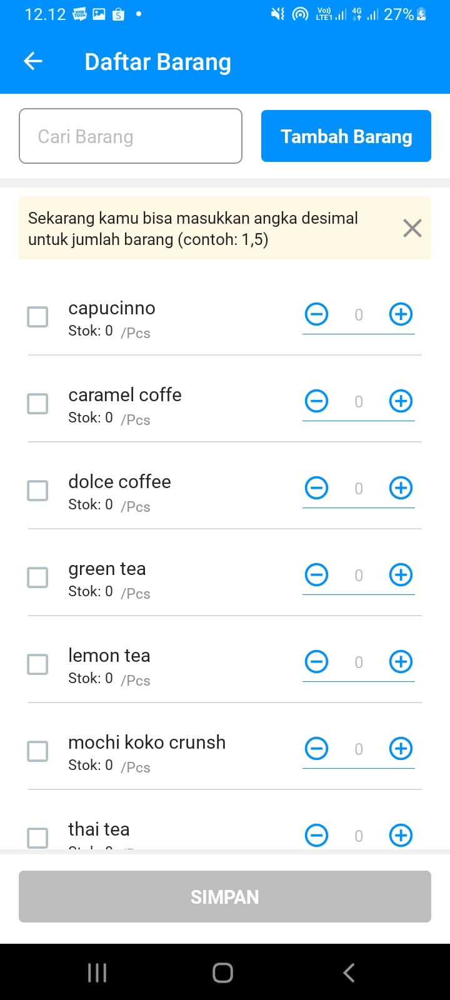 12.12
Vo)) LTE1 4G 27%
Daftar Barang
Cari Barang
Tambah Barang
Sekarang kamu bisa masukkan angka desimal
untuk jumlah barang (contoh: 1,5)
capucinno
Stok: 0 /Pcs
0
caramel coffe
Stok: 0 /Pcs
0
dolce coffee
Stok: 0 /Pcs
0
green tea
Stok: 0 /Pcs
0
lemon tea
Stok: 0 /Pcs
0
mochi koko crunsh
Stok: 0 /Pcs
0
thai tea
0
SIMPAN